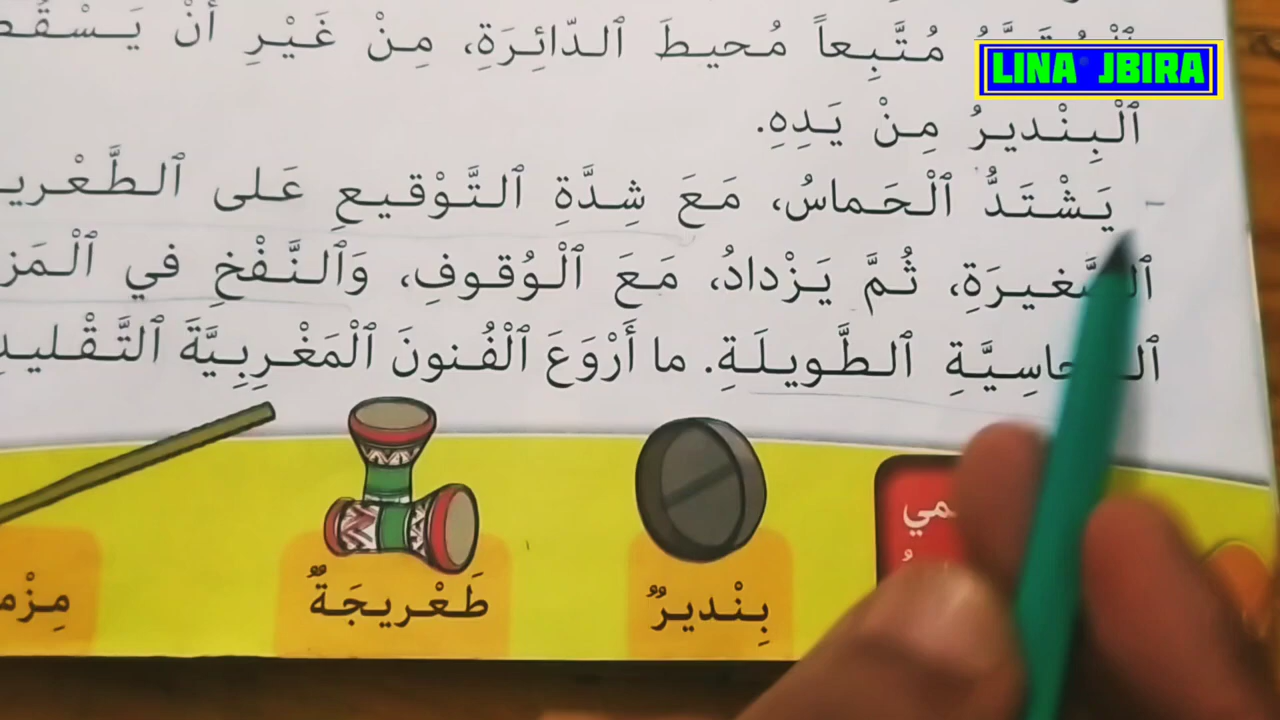 مُتَّبِعاً مُحيطَ ٱلدّائِرَةِ، مِنْ غَيْرِ أَنْ
LINA JBIRA
ٱلْبِنْديرُ مِنْ يَدِهِ.
- يَشْتَدُّ ٱلْحَماسُ، مَعَ شِدَّةِ ٱلتَّوْقيعِ عَلى
ثُمَّ يَزْدادُ، مَعَ ٱلْوُقوفِ، وَٱلنَّفْخِ في
ٱلطَّويلَةِ. ما أَرْوَعَ ٱلْفُنونَ ٱلْمَغْرِبِيَّةَ
بِنْديرٌ
طَعْريجَةٌ